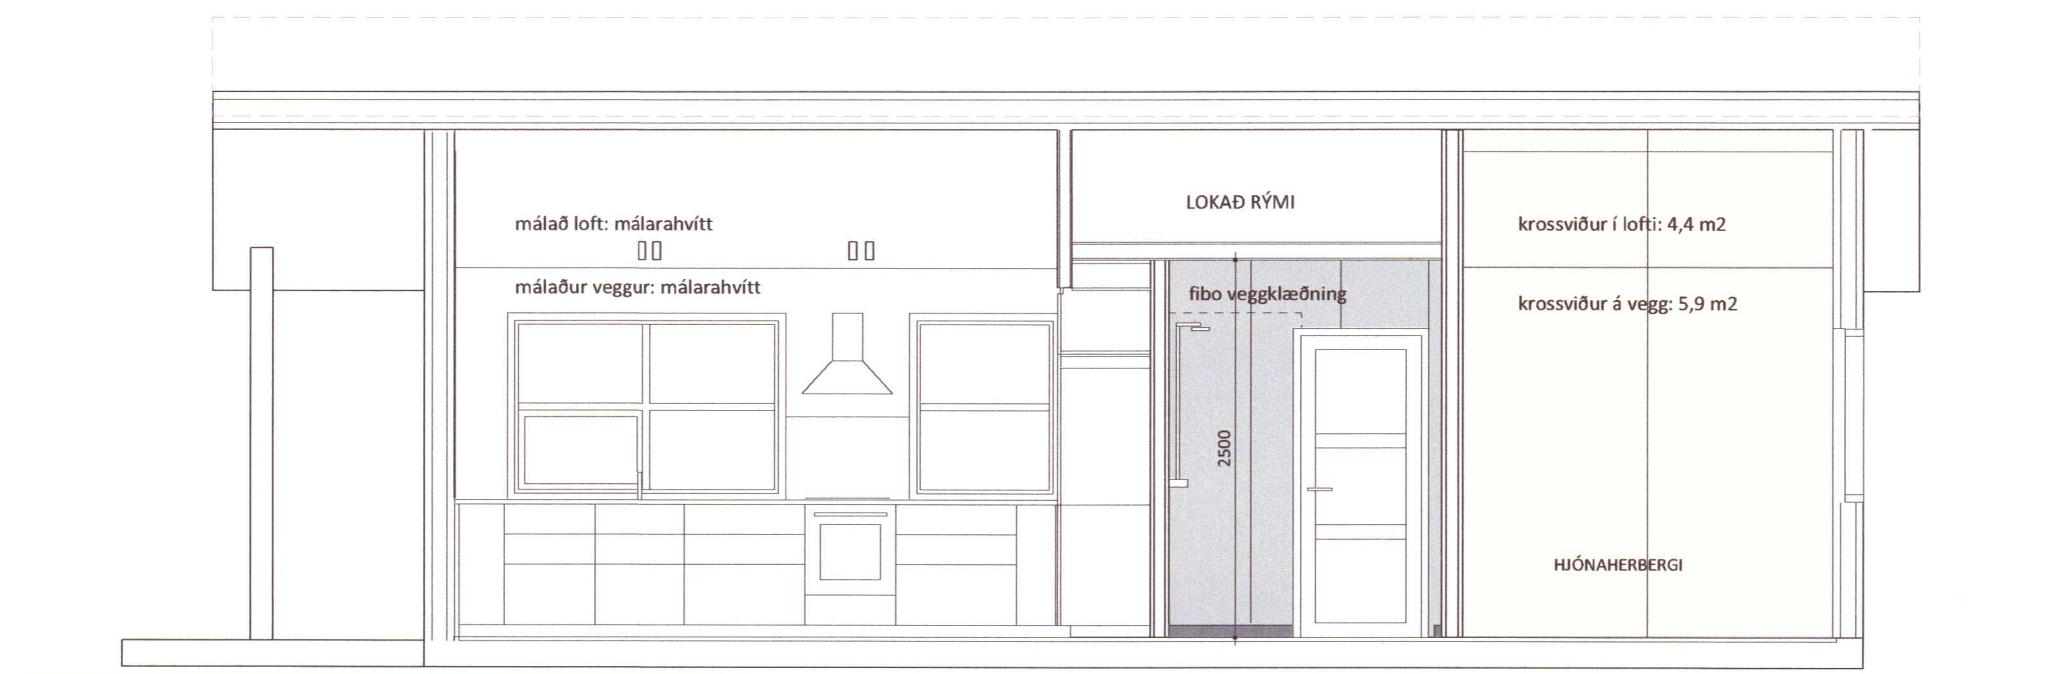 málað loft: málarahvítt
málaður veggur: málarahvítt
LOKAÐ RÝMI
fibo veggklæðning
2500
krossviður í lofti: 4,4 m2
krossviður á vegg: 5,9 m2
HJÓNAHERBERGI